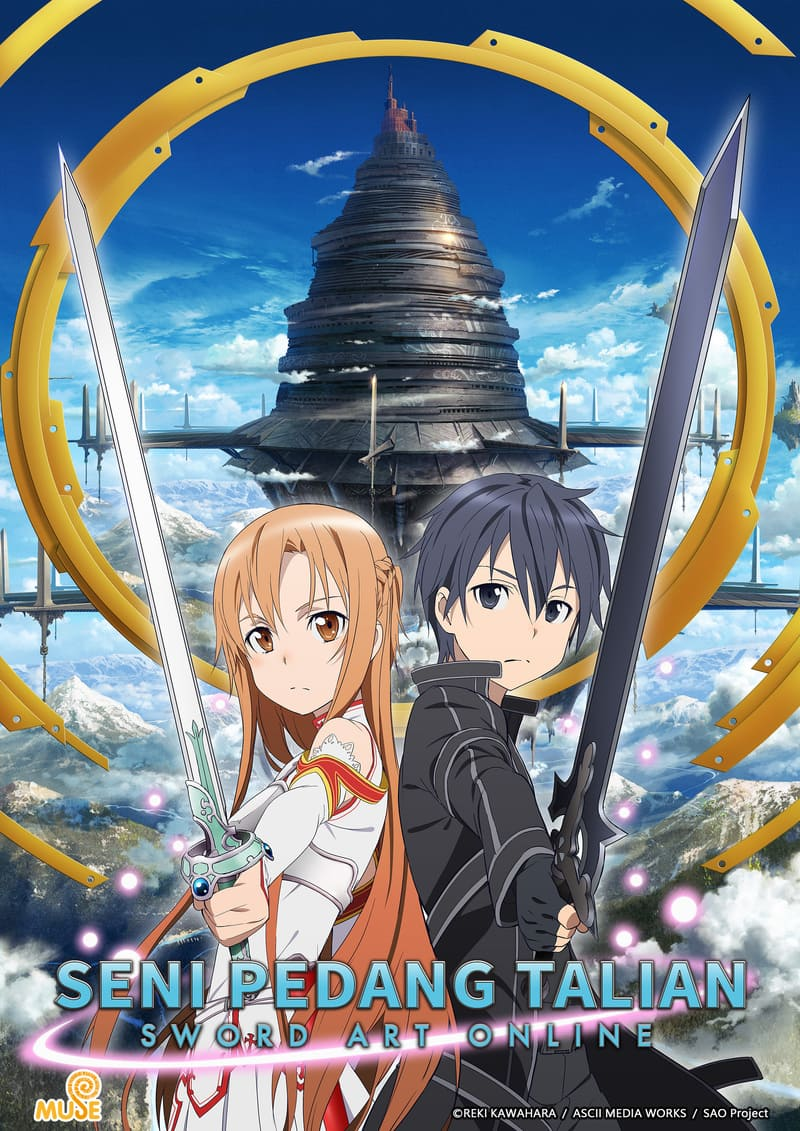 SENI PEDANG TALIAN
SWORD ART ONLINE
MUSE
©REKI KAWAHARA / ASCII MEDIA WORKS / SAO Project